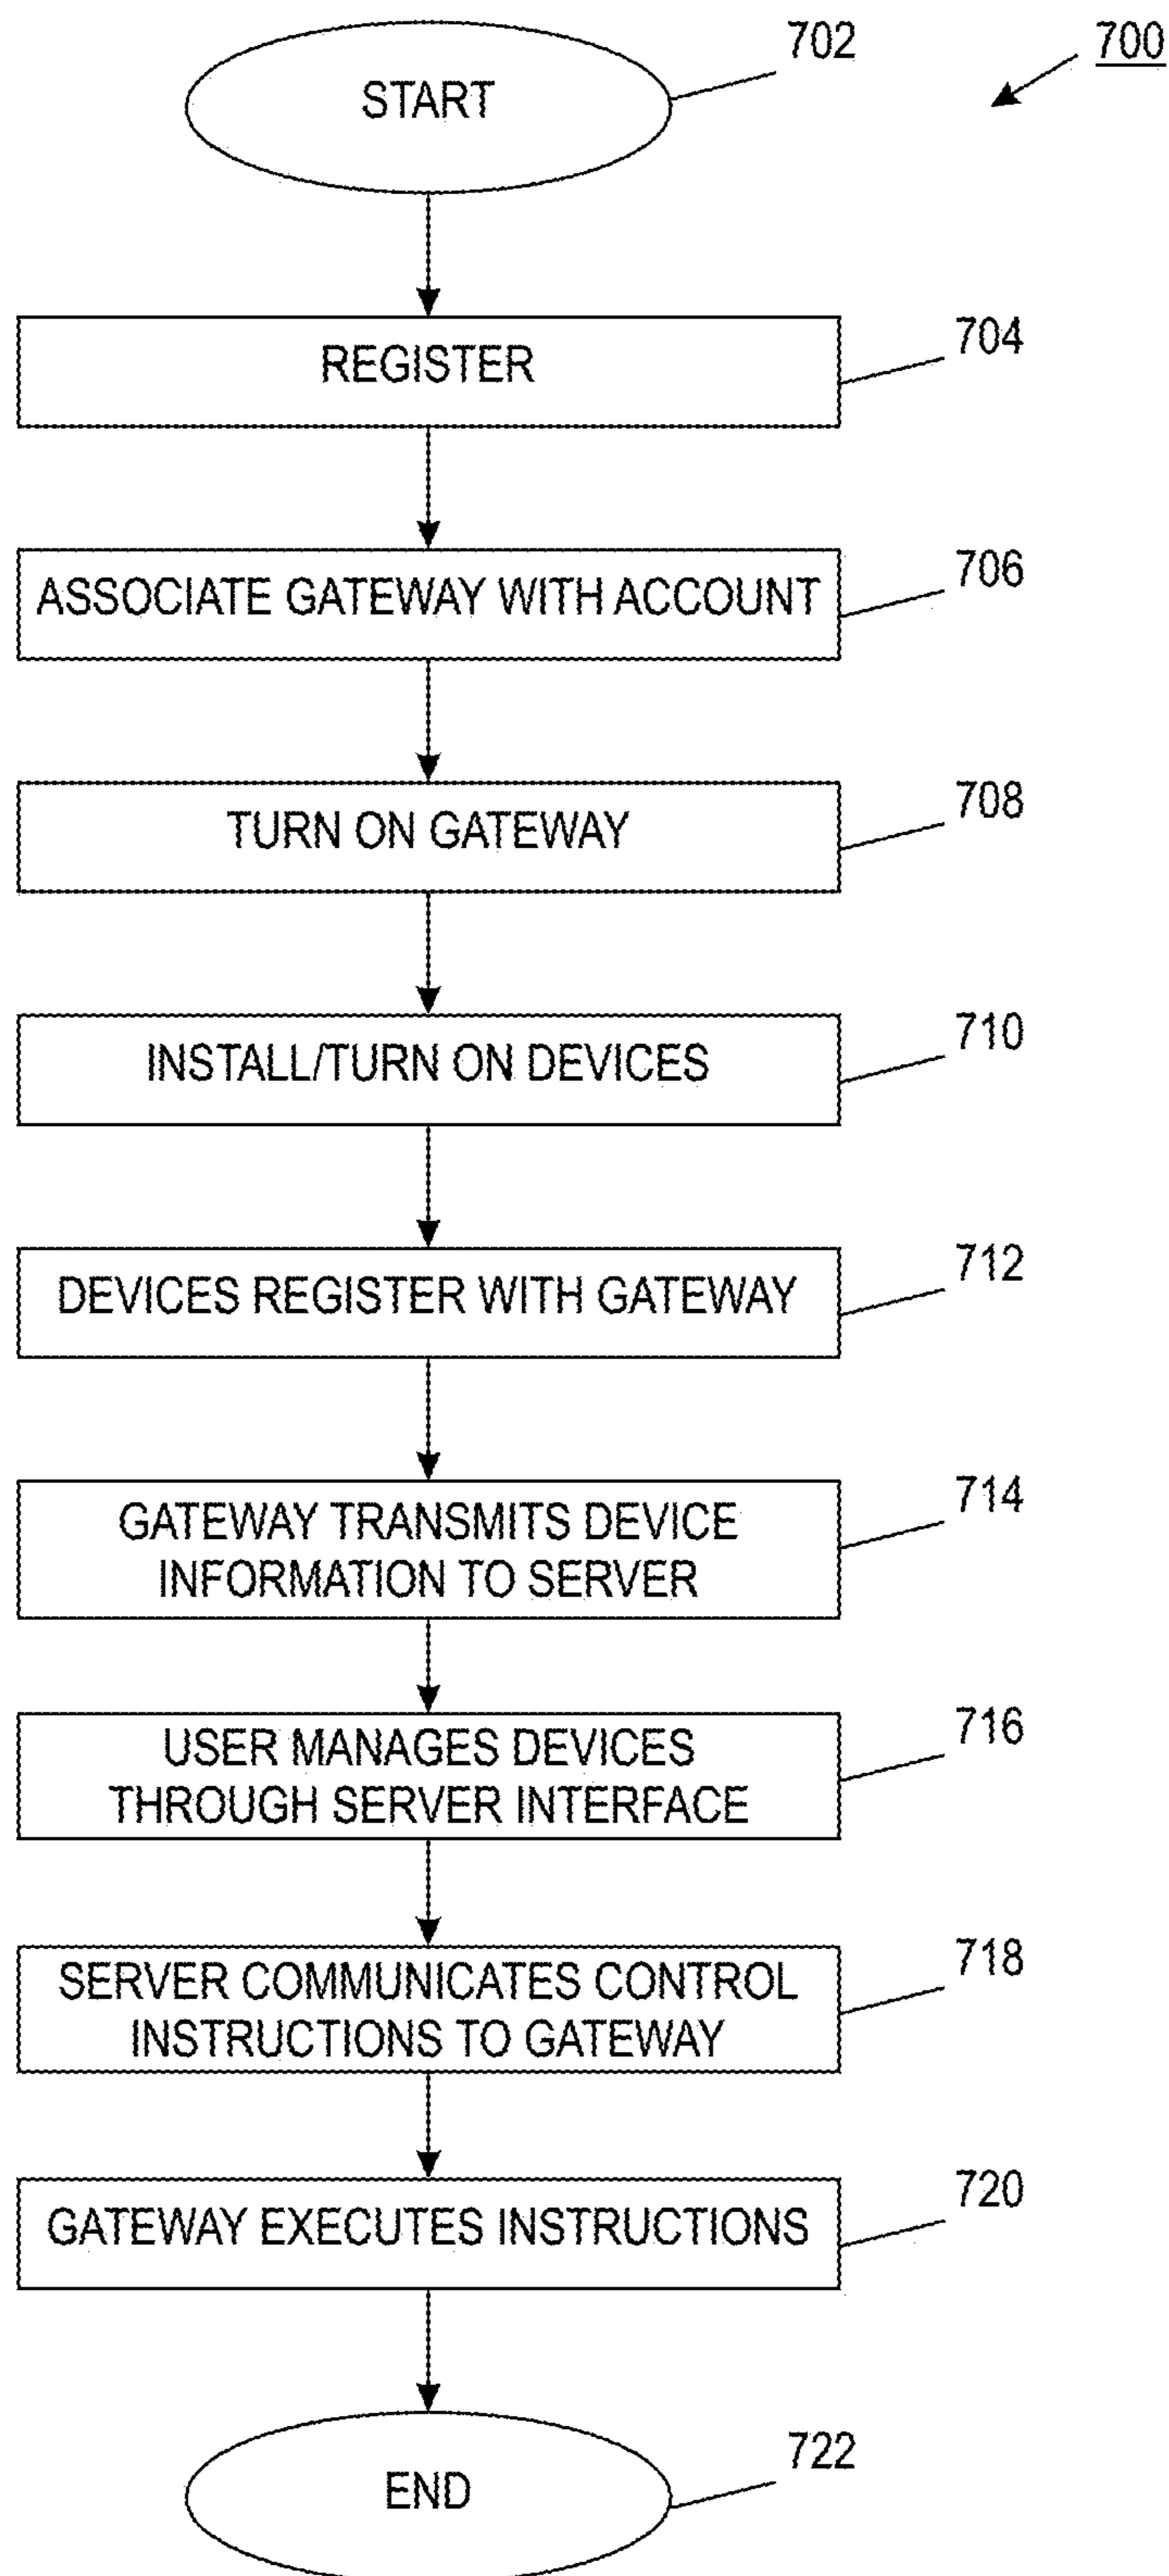 702
700
START
704
REGISTER
706
ASSOCIATE GATEWAY WITH ACCOUNT
708
TURN ON GATEWAY
710
INSTALL/TURN ON DEVICES
712
DEVICES REGISTER WITH GATEWAY
714
GATEWAY TRANSMITS DEVICE
INFORMATION TO SERVER
716
USER MANAGES DEVICES
THROUGH SERVER INTERFACE
718
SERVER COMMUNICATES CONTROL
INSTRUCTIONS TO GATEWAY
720
GATEWAY EXECUTES INSTRUCTIONS
722
END